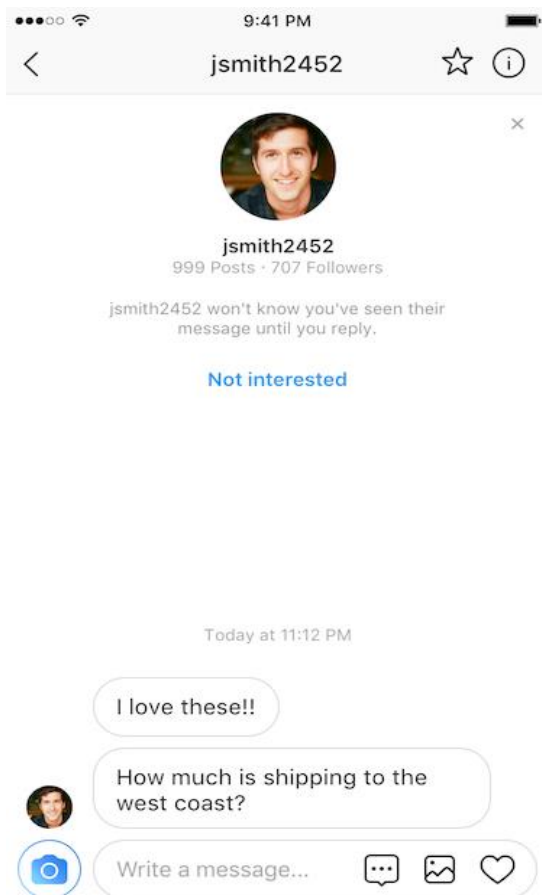 9:41 PM
jsmith2452
jsmith2452
999 Posts · 707 Followers
jsmith2452 won't know you've seen their
message until you reply.
Not interested
Today at 11:12 PM
I love these!!
How much is shipping to the
west coast?
Write a message...